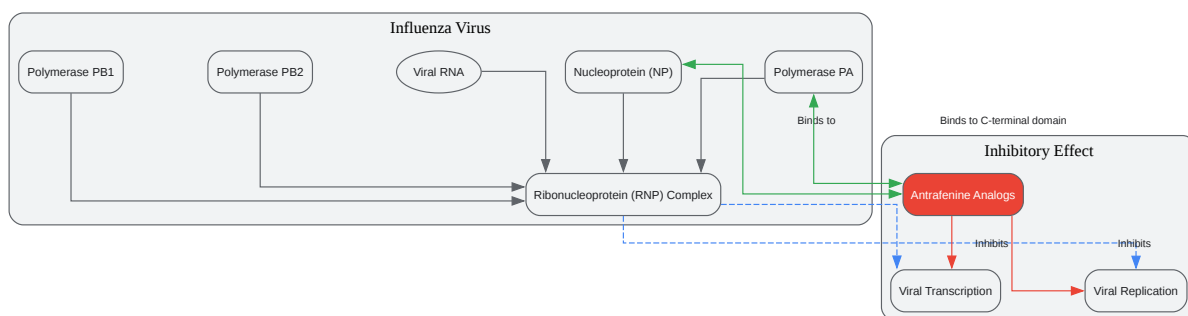 Influenza Virus
Polymerase PB1
Polymerase PB2
Viral RNA
Nucleoprotein (NP)
Polymerase PA
Binds to
Binds to C-terminal domain
Inhibitory Effect
Ribonucleoprotein (RNP) Complex
Antrafenine Analogs
Inhibits
Inhibits
Viral Transcription
Viral Replication